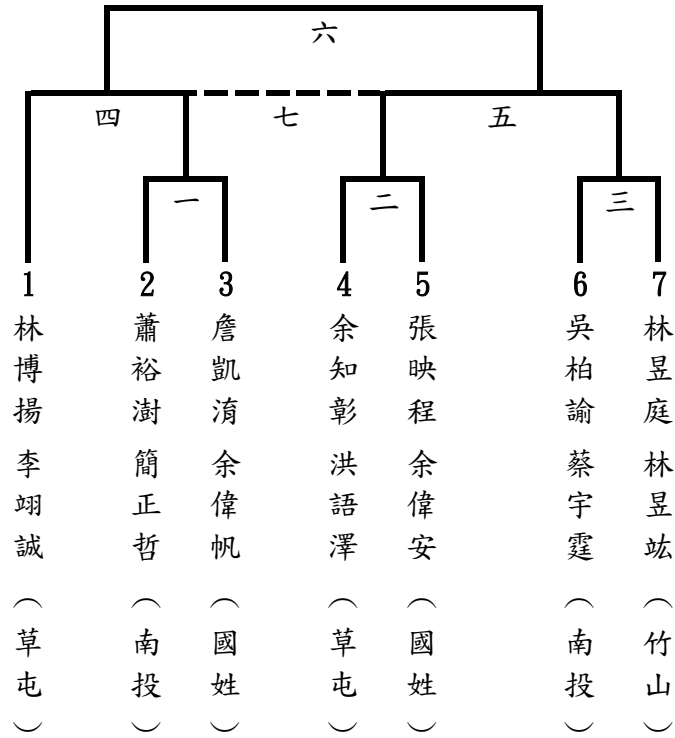 六
四 七 五
一 二 三
1 2 3 4 5 6 7
林博揚 李翊誠 （草屯）
蕭裕澍 簡正哲 （南投）
詹凱淯 余偉帆 （國姓）
余知彰 洪語澤 （草屯）
張映程 余偉安 （國姓）
吳柏諭 蔡宇霆 （南投）
林昱庭 林昱竑 （竹山）